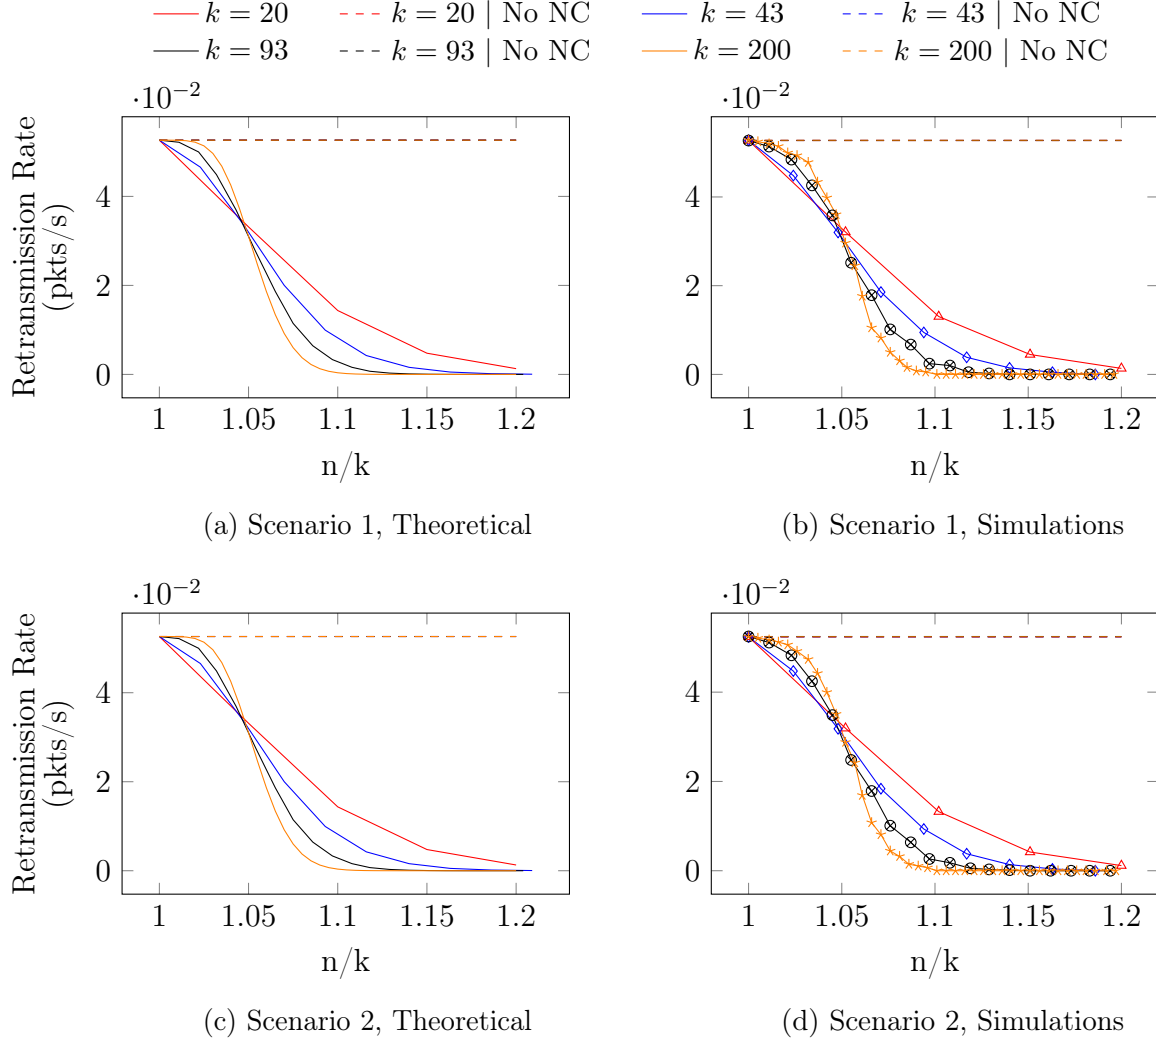 k = 20 k = 20 | No NC k = 43 k = 43 | No NC
k = 93 k = 93 | No NC k = 200 k = 200 | No NC
·10⁻² ·10⁻²
Retransmission Rate
(pkts/s)
4 4
2 2
0 0
1 1.05 1.1 1.15 1.2 1 1.05 1.1 1.15 1.2
n/k n/k
(a) Scenario 1, Theoretical (b) Scenario 1, Simulations
·10⁻² ·10⁻²
Retransmission Rate
(pkts/s)
4 4
2 2
0 0
1 1.05 1.1 1.15 1.2 1 1.05 1.1 1.15 1.2
n/k n/k
(c) Scenario 2, Theoretical (d) Scenario 2, Simulations